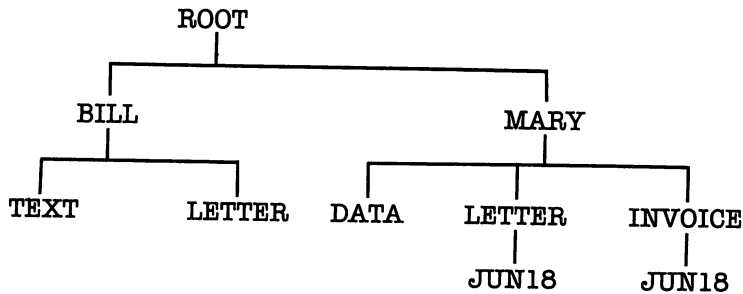 ROOT
BILL MARY
TEXT LETTER DATA LETTER INVOICE
JUN18 JUN18